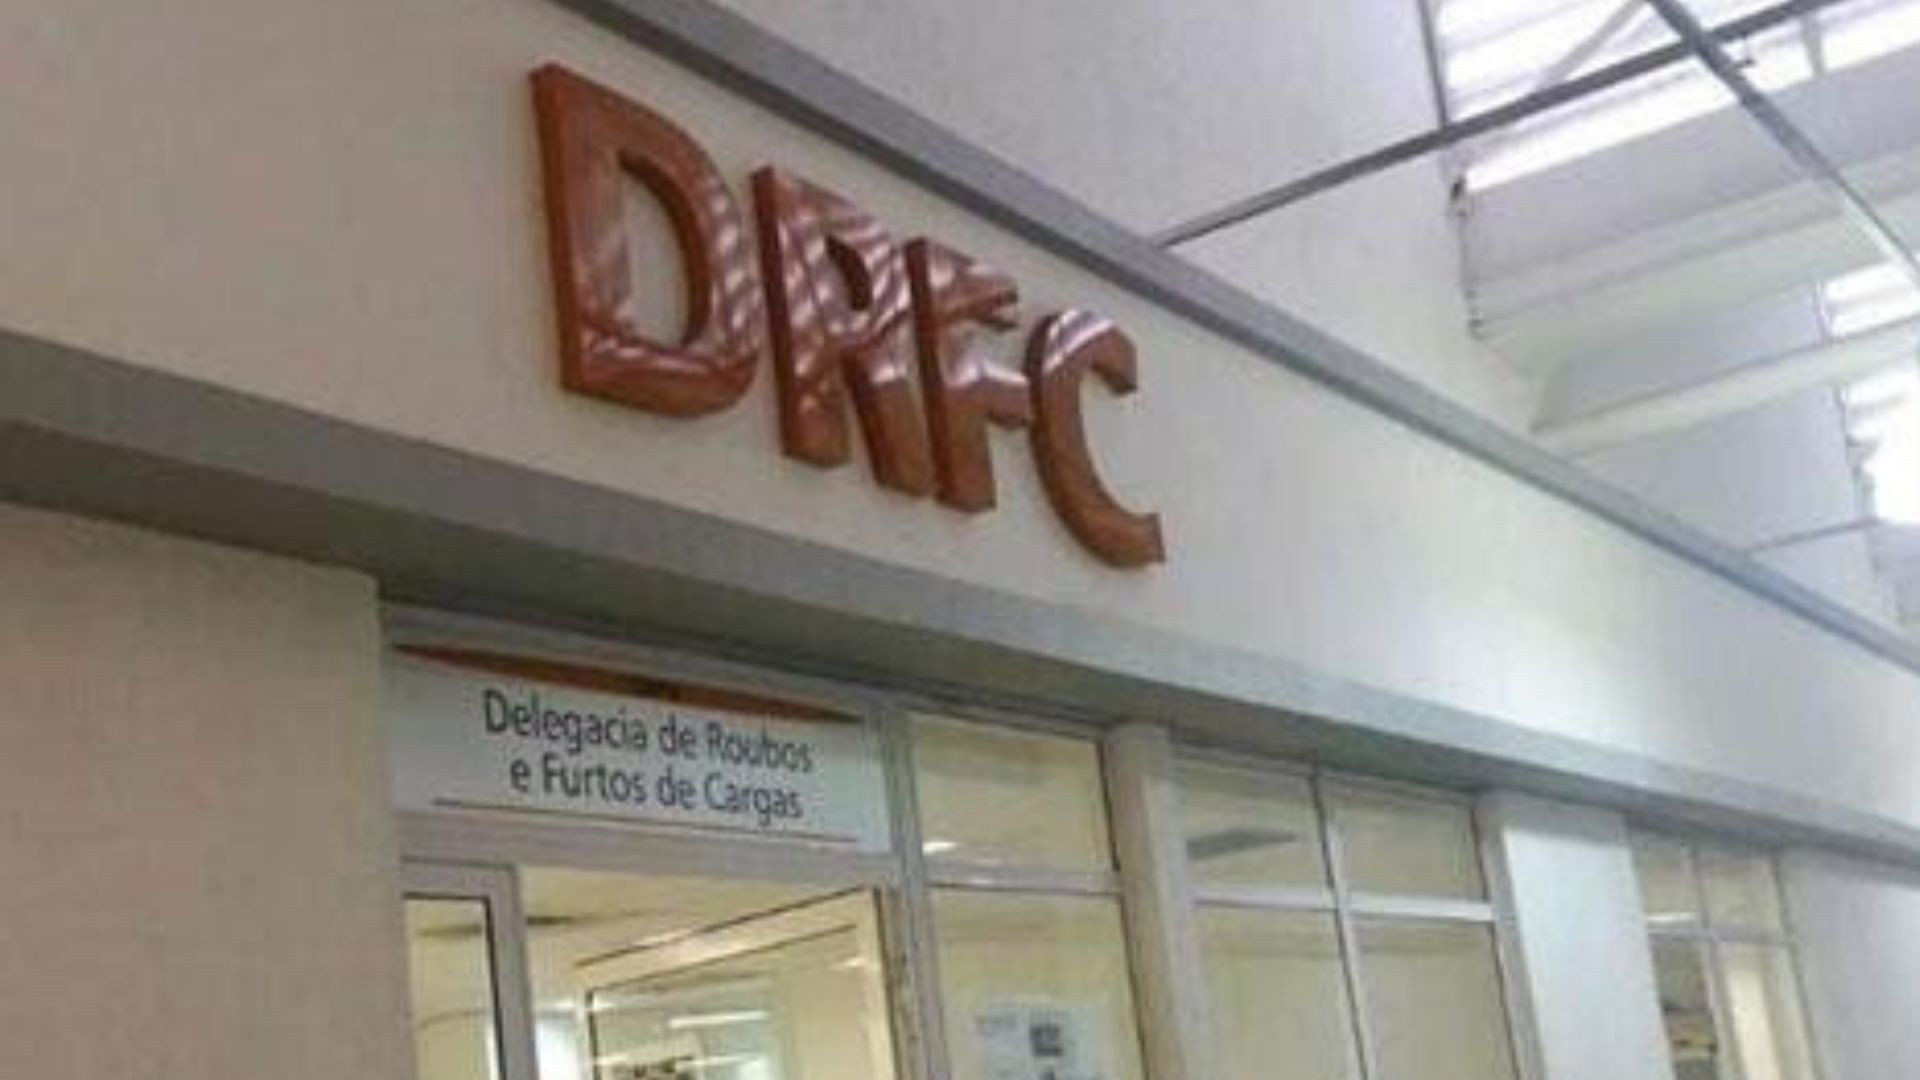 DRFC
Delegacia de Roubos
e Furtos de Cargas